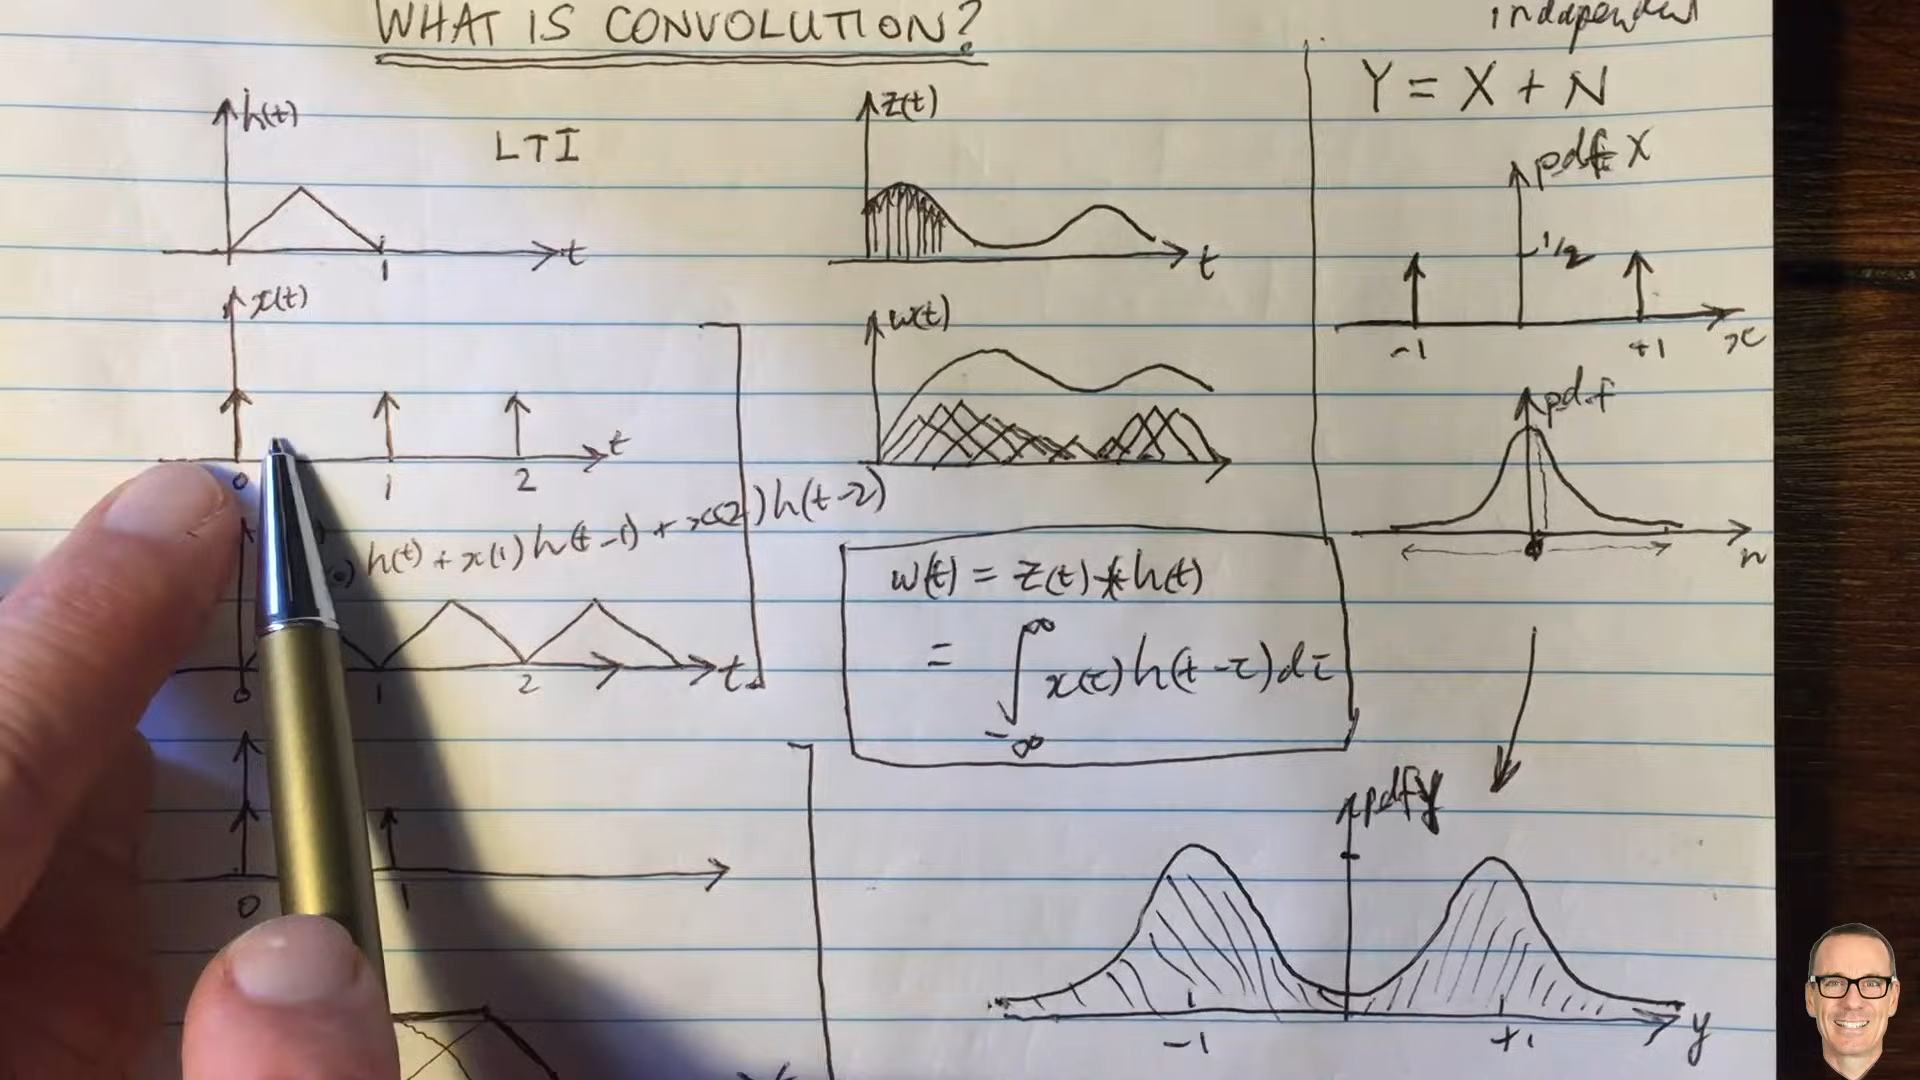 WHAT IS CONVOLUTION?
h(t)
LTI
t
1
x(t)
t
0 1 2
h(t) + x(1) h(t-1) + x(2) h(t-2)
t
0 1 2
0 1
z(t)
t
w(t)
w(t) = z(t) * h(t)
= ∫ x(τ) h(t-τ) dτ
∞
-∞
independent
Y = X + N
pdf X
1/2
-1 +1 x
pdf
n
pdf y
-1 +1 y